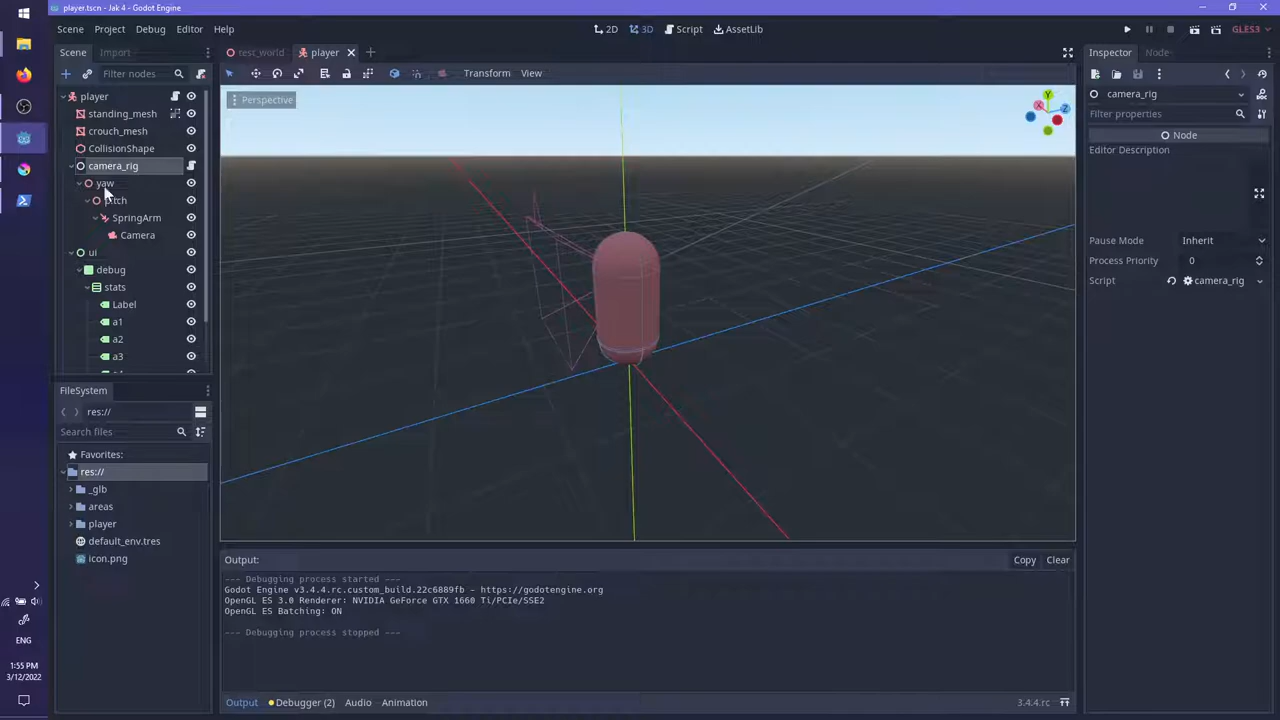 player.tscn - Jak 4 - Godot Engine
Scene Project Debug Editor Help
2D 3D Script AssetLib
GLES3
Scene Import
test_world player
Inspector Node
Filter nodes
Transform View
player
standing_mesh
crouch_mesh
CollisionShape
camera_rig
yaw
pitch
SpringArm
Camera
ui
debug
stats
Label
a1
a2
a3
Perspective
Y
X
Z
camera_rig
Filter properties
Node
Editor Description
Pause Mode Inherit
Process Priority 0
Script camera_rig
FileSystem
res://
Search files
Favorites:
res://
_glb
areas
player
default_env.tres
icon.png
Output: Copy Clear
--- Debugging process started ---
Godot Engine v3.4.4.rc.custom_build.22c6889fb - https://godotengine.org
OpenGL ES 3.0 Renderer: NVIDIA GeForce GTX 1660 Ti/PCIe/SSE2
OpenGL ES Batching: ON
--- Debugging process stopped ---
Output Debugger (2) Audio Animation 3.4.4.rc
ENG
1:55 PM
3/12/2022